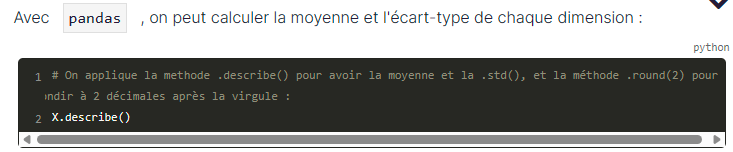 Avec pandas , on peut calculer la moyenne et l'écart-type de chaque dimension :
python
1 # On applique la methode .describe() pour avoir la moyenne et la .std(), et la méthode .round(2) pour
ndir à 2 décimales après la virgule :
2 X.describe()